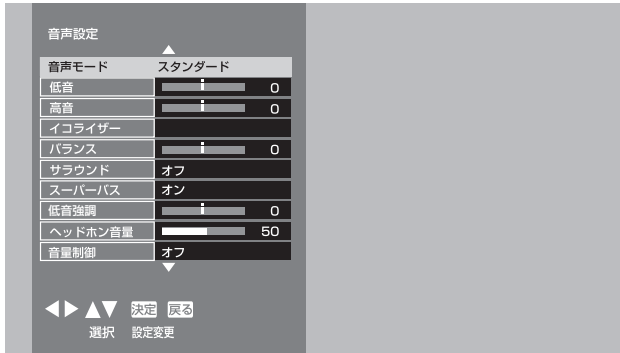 音声設定
音声モード スタンダード
低音 0
高音 0
イコライザー
バランス 0
サラウンド オフ
スーパーバス オン
低音強調 0
ヘッドホン音量 50
音量制御 オフ
決定 戻る
選択 設定変更